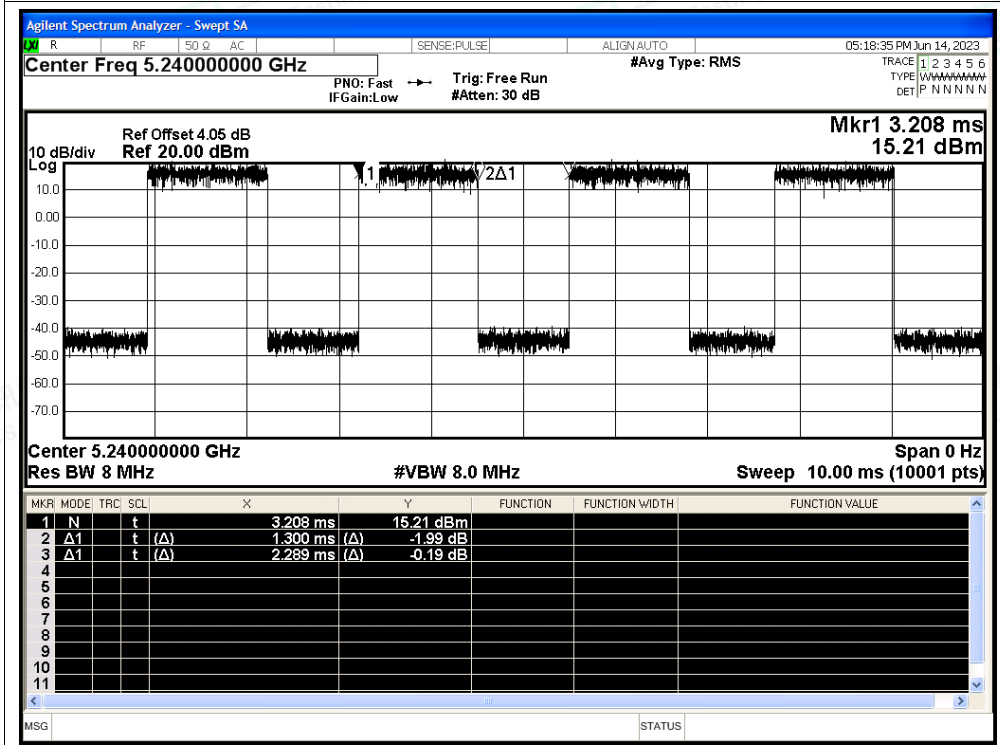 Agilent Spectrum Analyzer - Swept SA
LXI R RF 50 Ω AC SENSE:PULSE ALIGN AUTO 05:18:35 PM Jun 14, 2023
Center Freq 5.240000000 GHz
#Avg Type: RMS
TRACE 1 2 3 4 5 6
PNO: Fast Trig: Free Run
TYPE WWWWWW
IFGain:Low #Atten: 30 dB
DET P N N N N N
Mkr1 3.208 ms
15.21 dBm
Ref Offset 4.05 dB
10 dB/div Ref 20.00 dBm
Log
1 2Δ1
10.0
0.00
-10.0
-20.0
-30.0
-40.0
-50.0
-60.0
-70.0
Center 5.240000000 GHz Span 0 Hz
Res BW 8 MHz #VBW 8.0 MHz Sweep 10.00 ms (10001 pts)
MKR MODE TRC SCL X Y FUNCTION FUNCTION WIDTH FUNCTION VALUE
1 N t 3.208 ms 15.21 dBm
2 Δ1 t (Δ) 1.300 ms (Δ) -1.99 dB
3 Δ1 t (Δ) 2.289 ms (Δ) -0.19 dB
4
5
6
7
8
9
10
11
MSG STATUS